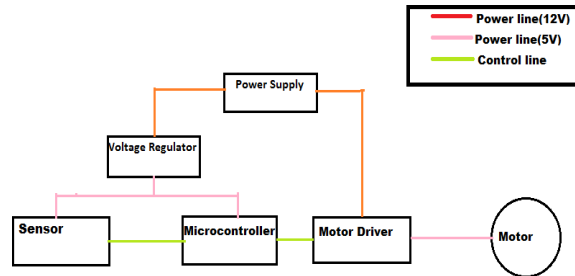 Power line(12V)
Power line(5V)
Control line
Power Supply
Voltage Regulator
Sensor
Microcontroller
Motor Driver
Motor